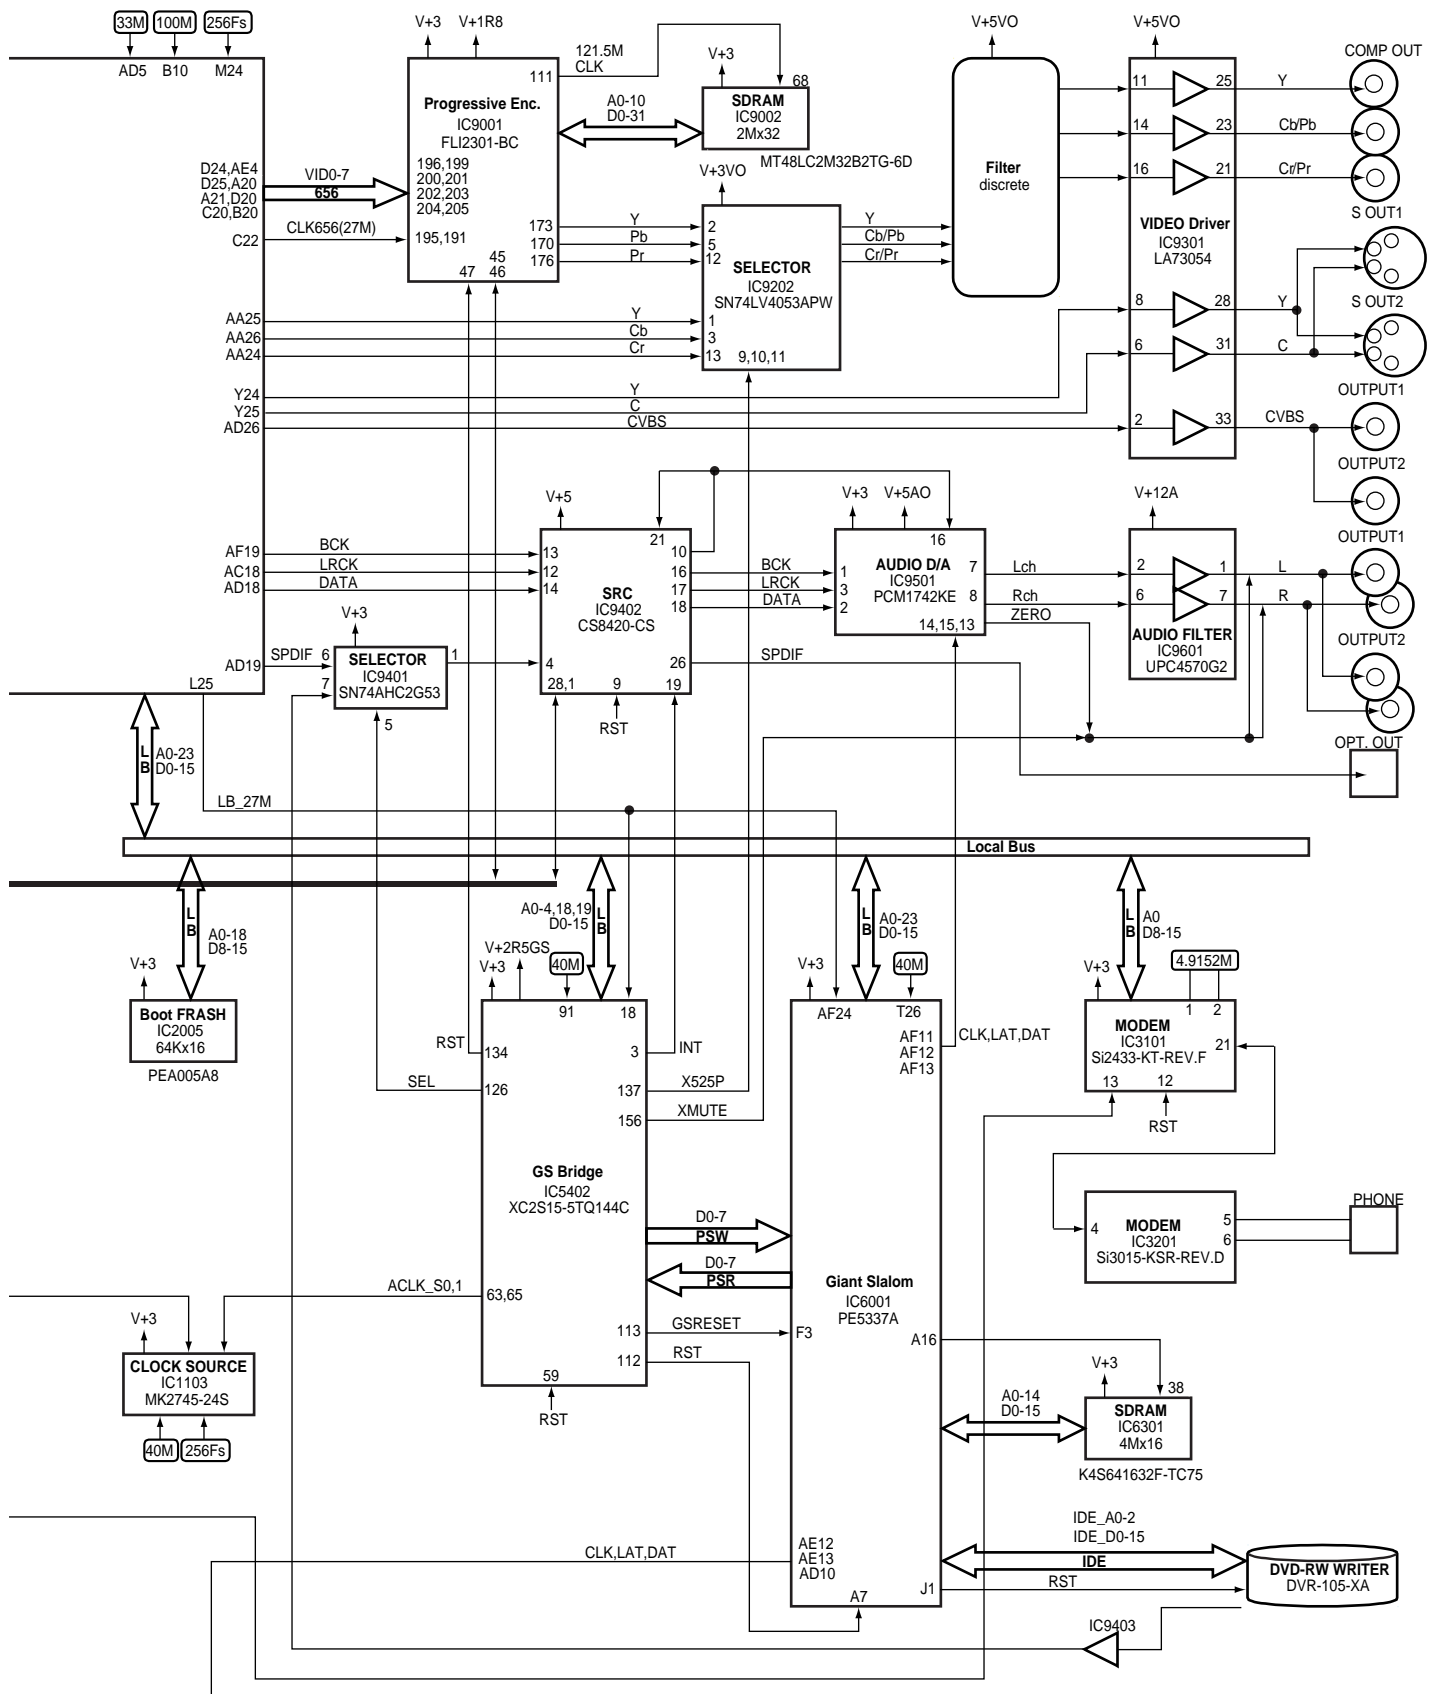 33M 100M 256Fs
AD5 B10 M24
V+3 V+1R8
121.5M
CLK
111
Progressive Enc.
IC9001
FLI2301-BC
196,199
200,201
202,203
204,205
195,191
173
170
176
45
46
47
V+3
68
A0-10
D0-31
SDRAM
IC9002
2Mx32
MT48LC2M32B2TG-6D
D24,AE4
D25,A20
A21,D20
C20,B20
VID0-7
656
C22
CLK656(27M)
V+3VO
Y
Pb
Pr
2
5
12
SELECTOR
IC9202
SN74LV4053APW
1
3
13
9,10,11
Y
Cb/Pb
Cr/Pr
V+5VO
Filter
discrete
V+5VO
11 25 Y
14 23 Cb/Pb
16 21 Cr/Pr
VIDEO Driver
IC9301
LA73054
8 28 Y
6 31 C
2 33 CVBS
COMP OUT
S OUT1
S OUT2
OUTPUT1
OUTPUT2
OUTPUT1
OUTPUT2
OPT. OUT
AA25 Y
AA26 Cb
AA24 Cr
Y24 Y
Y25 C
AD26 CVBS
AF19 BCK
AC18 LRCK
AD18 DATA
V+5
21
13
12
14
10
16
17
18
SRC
IC9402
CS8420-CS
4
26
28,1 9 19
RST
BCK
LRCK
DATA
SPDIF
V+3 V+5AO
16
1
3
2
AUDIO D/A
IC9501
PCM1742KE
7
8
14,15,13
Lch
Rch
ZERO
V+12A
2 1 L
6 7 R
AUDIO FILTER
IC9601
UPC4570G2
AD19 SPDIF 6
7
V+3
SELECTOR
IC9401
SN74AHC2G53
1
5
L25
L
B
A0-23
D0-15
LB_27M
Local Bus
L
B
A0-18
D8-15
V+3
Boot FRASH
IC2005
64Kx16
PEA005A8
A0-4,18,19
D0-15
L
B
V+2R5GS
V+3
40M
91
18
RST 134
SEL 126
3 INT
137 X525P
156 XMUTE
GS Bridge
IC5402
XC2S15-5TQ144C
ACLK_S0,1 63,65
113 GSRESET
112 RST
59
RST
D0-7
PSW
D0-7
PSR
L
B
A0-23
D0-15
V+3
40M
AF24 T26
AF11
AF12
AF13
CLK,LAT,DAT
Giant Slalom
IC6001
PE5337A
F3
A16
AE12
AE13
AD10
A7
J1
L
B
A0
D8-15
V+3
4.9152M
1 2
MODEM
IC3101
Si2433-KT-REV.F
21
13 12
RST
MODEM
IC3201
Si3015-KSR-REV.D
4
5
6
PHONE
V+3
CLOCK SOURCE
IC1103
MK2745-24S
40M 256Fs
V+3
38
A0-14
D0-15
SDRAM
IC6301
4Mx16
K4S641632F-TC75
CLK,LAT,DAT
IDE_A0-2
IDE_D0-15
IDE
RST
DVD-RW WRITER
DVR-105-XA
IC9403